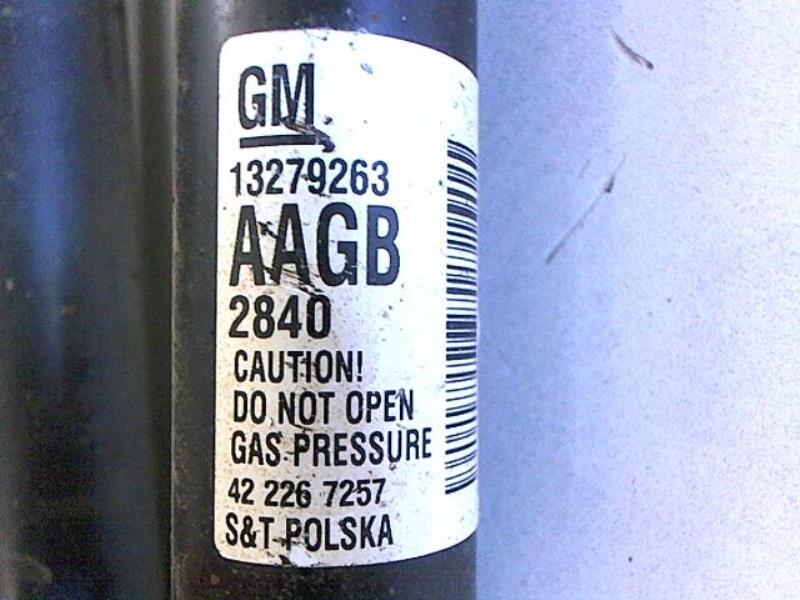 GM
13279263
AAGB
2840
CAUTION!
DO NOT OPEN
GAS PRESSURE
42 226 7257
S&T POLSKA